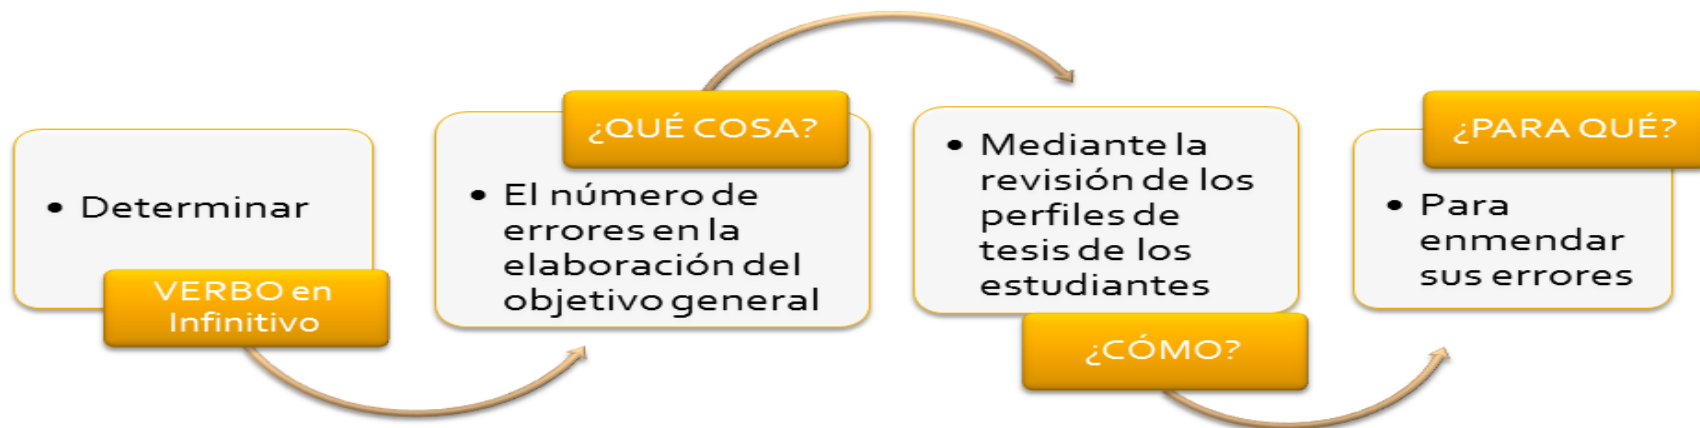 • Determinar
VERBO en
Infinitivo
¿QUÉ COSA?
• El número de
errores en la
elaboración del
objetivo general
• Mediante la
revisión de los
perfiles de
tesis de los
estudiantes
¿CÓMO?
¿PARA QUÉ?
• Para
enmendar
sus errores